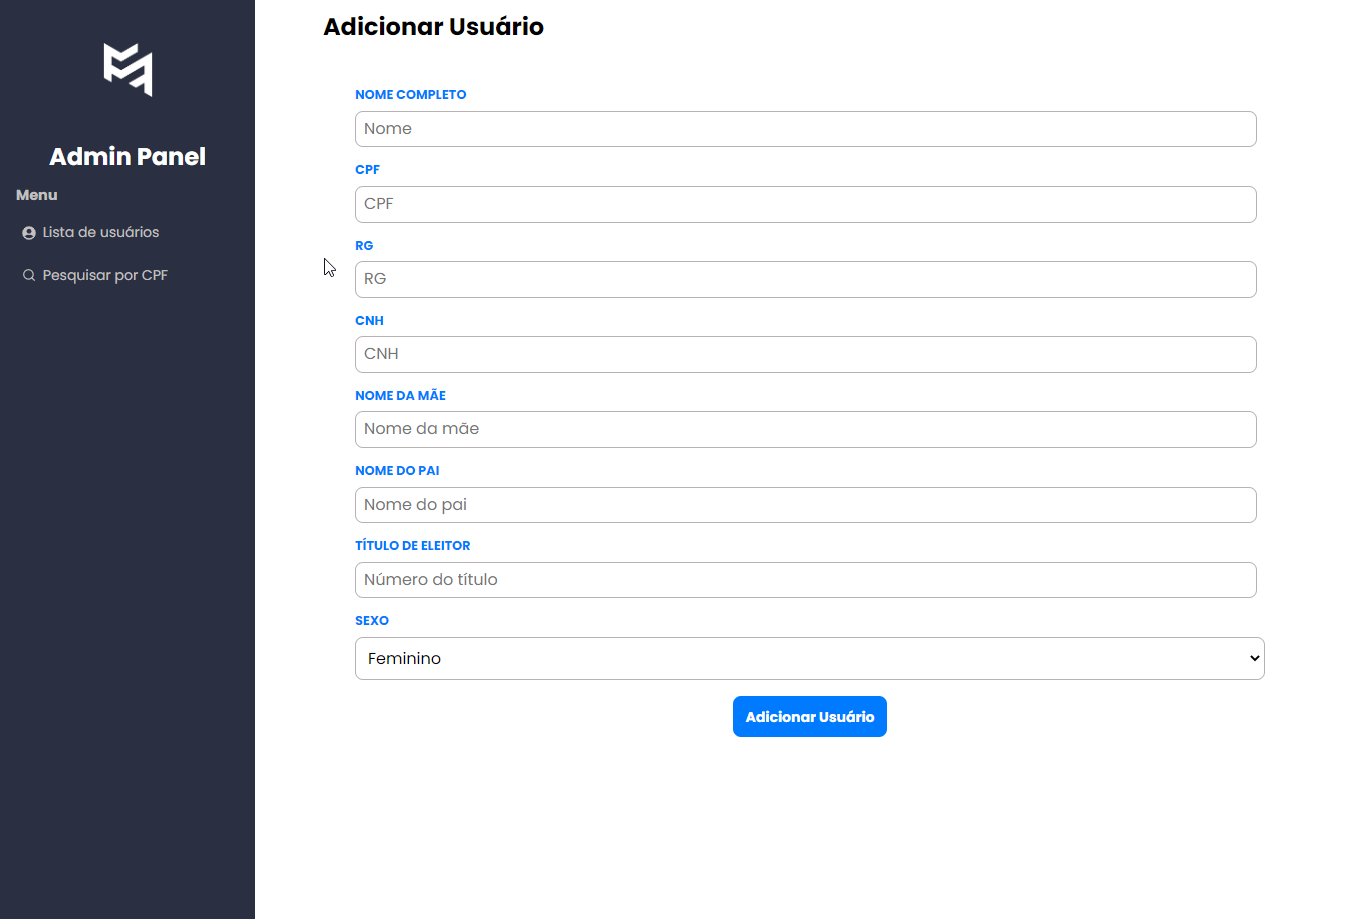 Admin Panel
Menu
Lista de usuários
Pesquisar por CPF
Adicionar Usuário
NOME COMPLETO
Nome
CPF
CPF
RG
RG
CNH
CNH
NOME DA MÃE
Nome da mãe
NOME DO PAI
Nome do pai
TÍTULO DE ELEITOR
Número do título
SEXO
Feminino
Adicionar Usuário